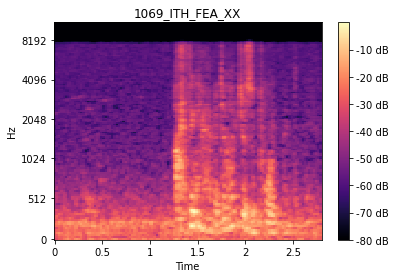 1069_ITH_FEA_XX
8192
4096
2048
1024
512
0
Hz
0
0.5
1
1.5
2
2.5
Time
-10 dB
-20 dB
-30 dB
-40 dB
-50 dB
-60 dB
-70 dB
-80 dB